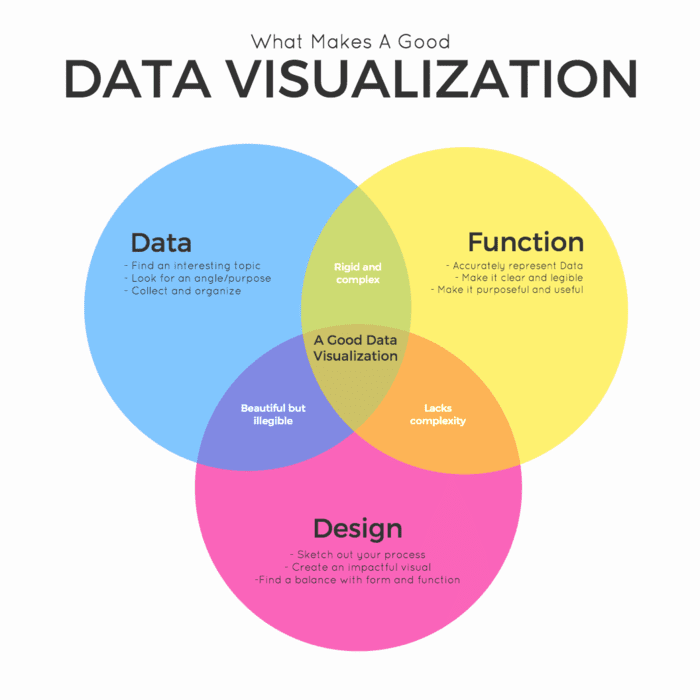 What Makes A Good
DATA VISUALIZATION
Data
- Find an interesting topic
- Look for an angle/purpose
- Collect and organize
Function
- Accurately represent Data
- Make it clear and legible
- Make it purposeful and useful
Rigid and
complex
A Good Data
Visualization
Beautiful but
illegible
Lacks
complexity
Design
- Sketch out your process
- Create an impactful visual
-Find a balance with form and function